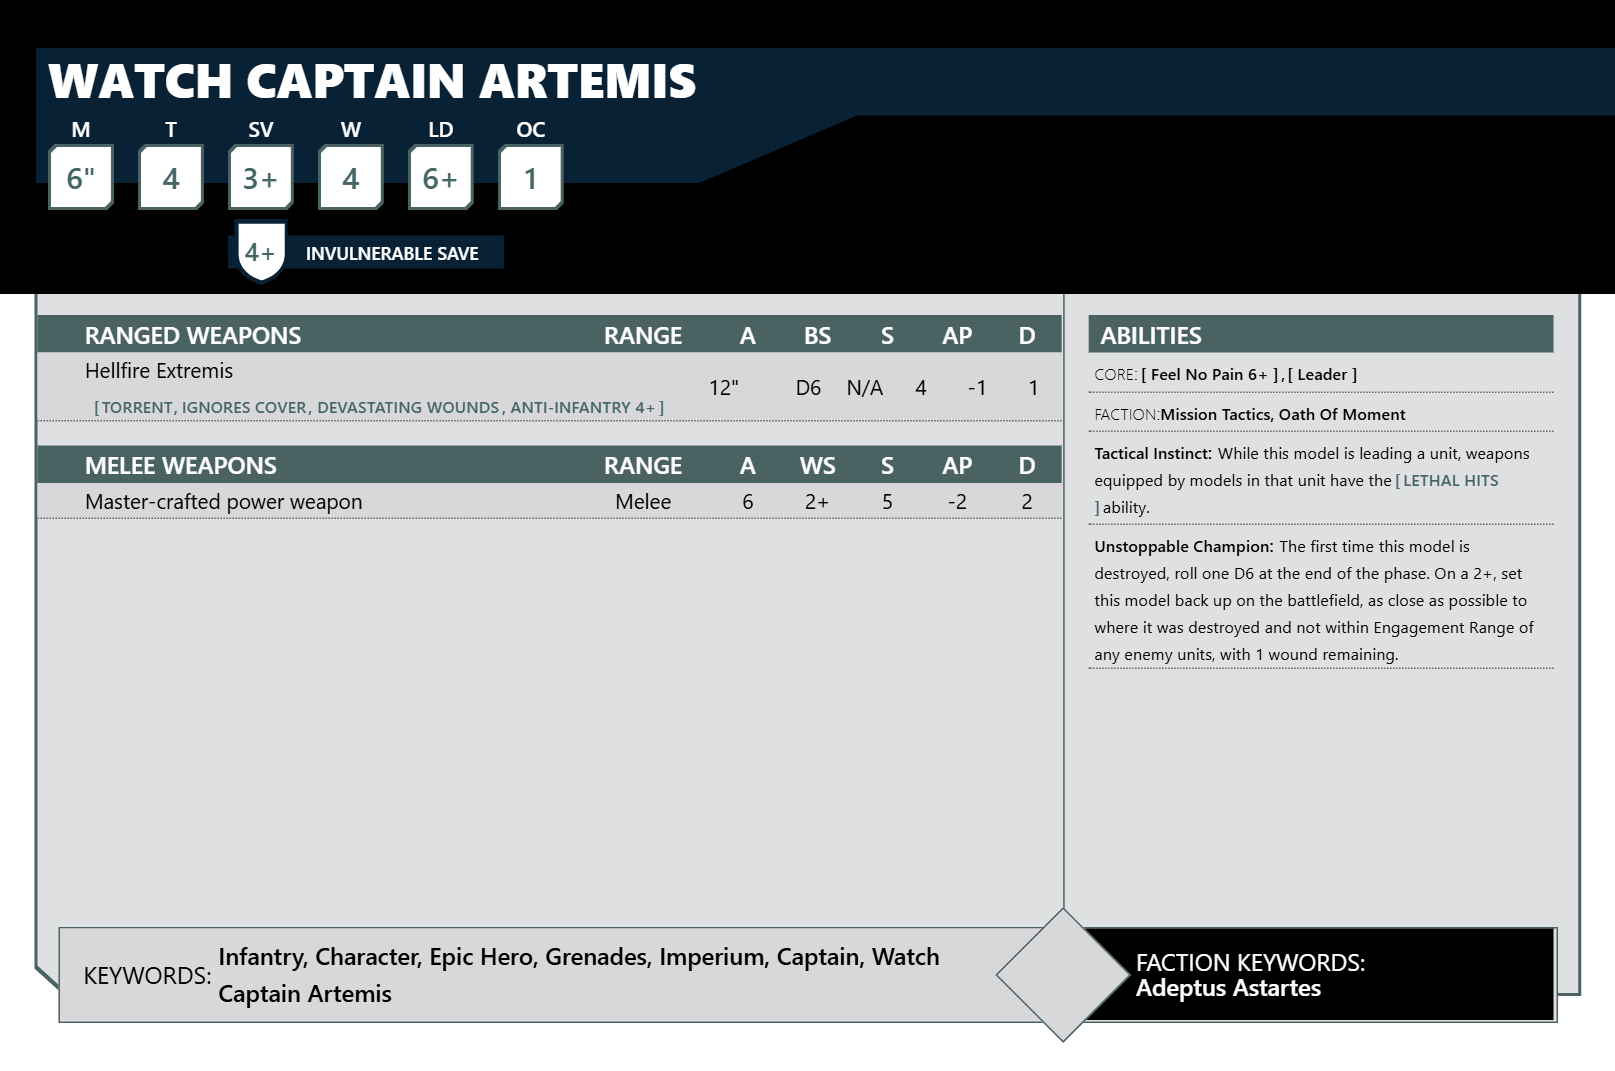 WATCH CAPTAIN ARTEMIS
M T SV W LD OC
6" 4 3+ 4 6+ 1
4+ INVULNERABLE SAVE
RANGED WEAPONS RANGE A BS S AP D
Hellfire Extremis
12" D6 N/A 4 -1 1
[ TORRENT, IGNORES COVER, DEVASTATING WOUNDS, ANTI-INFANTRY 4+ ]
MELEE WEAPONS RANGE A WS S AP D
Master-crafted power weapon Melee 6 2+ 5 -2 2
ABILITIES
CORE: [ Feel No Pain 6+ ] , [ Leader ]
FACTION:Mission Tactics, Oath Of Moment
Tactical Instinct: While this model is leading a unit, weapons
equipped by models in that unit have the [ LETHAL HITS
] ability.
Unstoppable Champion: The first time this model is
destroyed, roll one D6 at the end of the phase. On a 2+, set
this model back up on the battlefield, as close as possible to
where it was destroyed and not within Engagement Range of
any enemy units, with 1 wound remaining.
KEYWORDS: Infantry, Character, Epic Hero, Grenades, Imperium, Captain, Watch
Captain Artemis
FACTION KEYWORDS:
Adeptus Astartes